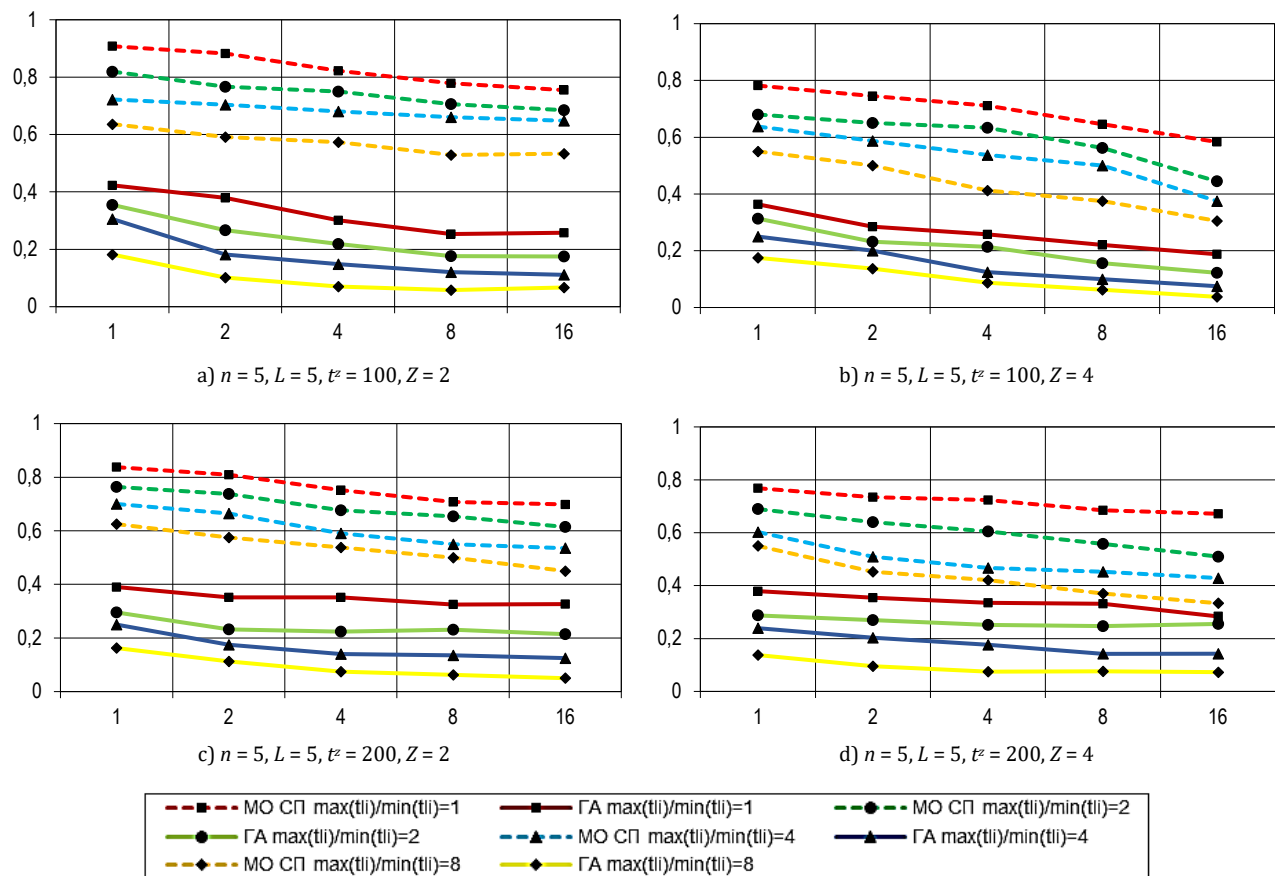 1
0,8
0,6
0,4
0,2
0
1 2 4 8 16
a) n = 5, L = 5, tᶻ = 100, Z = 2
1
0,8
0,6
0,4
0,2
0
1 2 4 8 16
b) n = 5, L = 5, tᶻ = 100, Z = 4
1
0,8
0,6
0,4
0,2
0
1 2 4 8 16
c) n = 5, L = 5, tᶻ = 200, Z = 2
1
0,8
0,6
0,4
0,2
0
1 2 4 8 16
d) n = 5, L = 5, tᶻ = 200, Z = 4
МО СП max(tli)/min(tli)=1 ГА max(tli)/min(tli)=1 МО СП max(tli)/min(tli)=2
ГА max(tli)/min(tli)=2 МО СП max(tli)/min(tli)=4 ГА max(tli)/min(tli)=4
МО СП max(tli)/min(tli)=8 ГА max(tli)/min(tli)=8